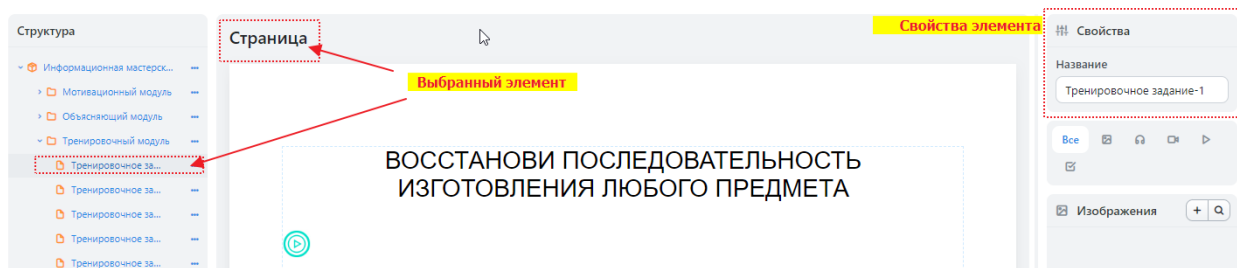 Структура
Информационная мастерск...
Мотивационный модуль
Объясняющий модуль
Тренировочный модуль
Тренировочное за...
Тренировочное за...
Тренировочное за...
Тренировочное за...
Тренировочное за...
Страница
Выбранный элемент
ВОССТАНОВИ ПОСЛЕДОВАТЕЛЬНОСТЬ
ИЗГОТОВЛЕНИЯ ЛЮБОГО ПРЕДМЕТА
Свойства элемента
Свойства
Название
Тренировочное задание-1
Все
Изображения